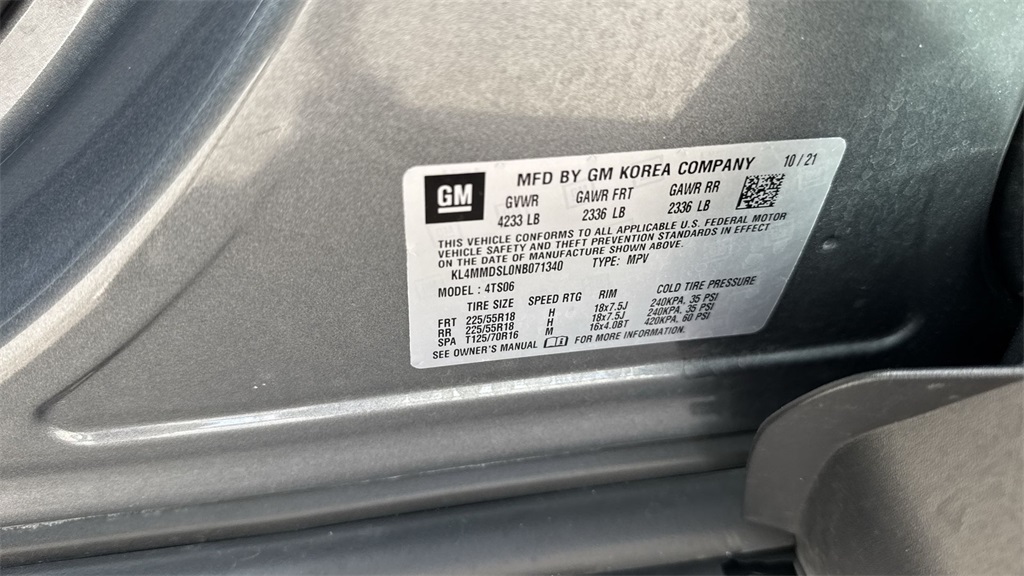 GM
MFD BY GM KOREA COMPANY 10/21
GVWR GAWR FRT GAWR RR
4233 LB 2336 LB 2336 LB
THIS VEHICLE CONFORMS TO ALL APPLICABLE U.S. FEDERAL MOTOR
VEHICLE SAFETY AND THEFT PREVENTION STANDARDS IN EFFECT
ON THE DATE OF MANUFACTURE SHOWN ABOVE.
KL4MMDSL0NB071340 TYPE: MPV
MODEL: 4TS06
TIRE SIZE SPEED RTG RIM COLD TIRE PRESSURE
FRT 225/55R18 H 18x7.5J 240KPA, 35 PSI
RR 225/55R18 H 18x7.5J 240KPA, 35 PSI
SPA T125/70R16 M 16x4.0BT 420KPA, 60 PSI
SEE OWNER'S MANUAL FOR MORE INFORMATION.